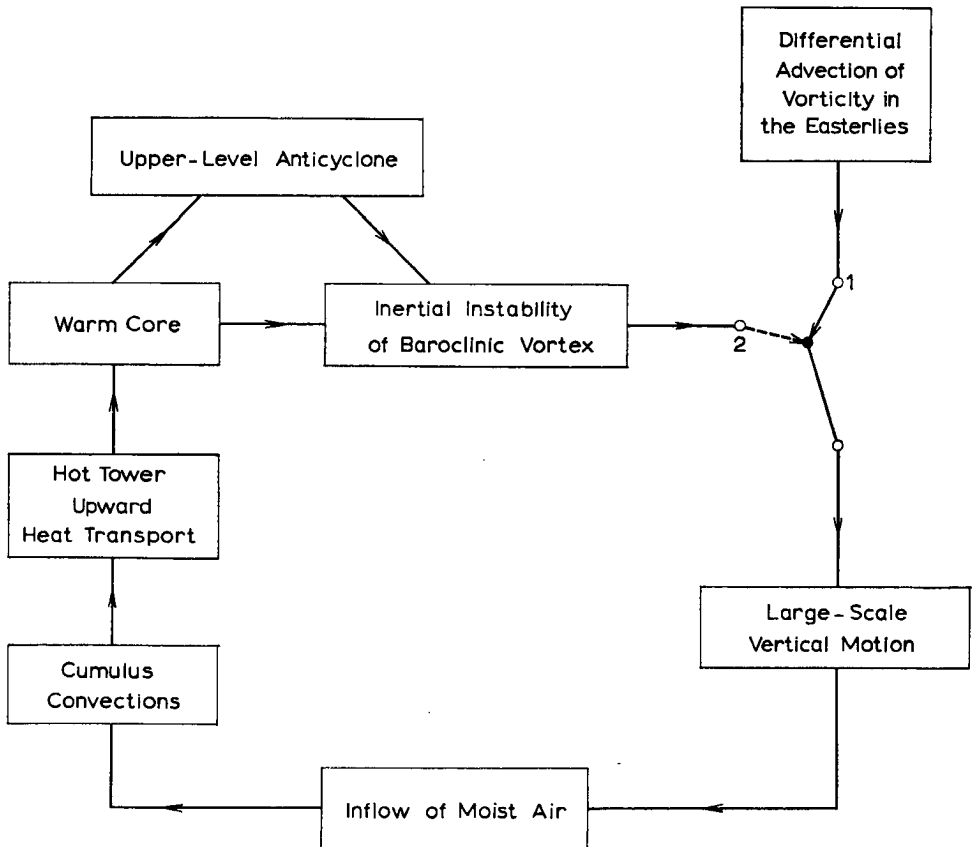 Differential
Advection of
Vorticity in
the Easterlies
Upper-Level Anticyclone
Warm Core
Inertial Instability
of Baroclinic Vortex
1
2
Hot Tower
Upward
Heat Transport
Large-Scale
Vertical Motion
Cumulus
Convections
Inflow of Moist Air